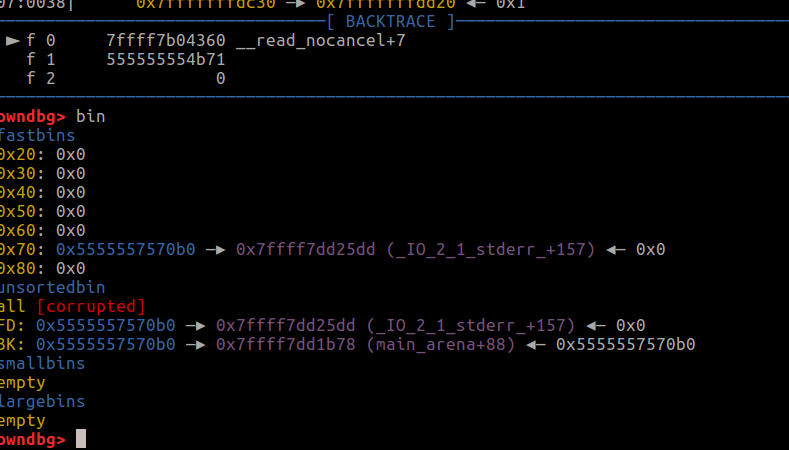 07:0038│ 0x7fffffffdc30 —▸ 0x7fffffffdd20 ◂— 0x1
[ BACKTRACE ]
► f 0 7ffff7b04360 __read_nocancel+7
f 1 555555554b71
f 2 0
pwndbg> bin
fastbins
0x20: 0x0
0x30: 0x0
0x40: 0x0
0x50: 0x0
0x60: 0x0
0x70: 0x5555557570b0 —▸ 0x7ffff7dd25dd (_IO_2_1_stderr_+157) ◂— 0x0
0x80: 0x0
unsortedbin
all [corrupted]
FD: 0x5555557570b0 —▸ 0x7ffff7dd25dd (_IO_2_1_stderr_+157) ◂— 0x0
BK: 0x5555557570b0 —▸ 0x7ffff7dd1b78 (main_arena+88) ◂— 0x5555557570b0
smallbins
empty
largebins
empty
pwndbg>